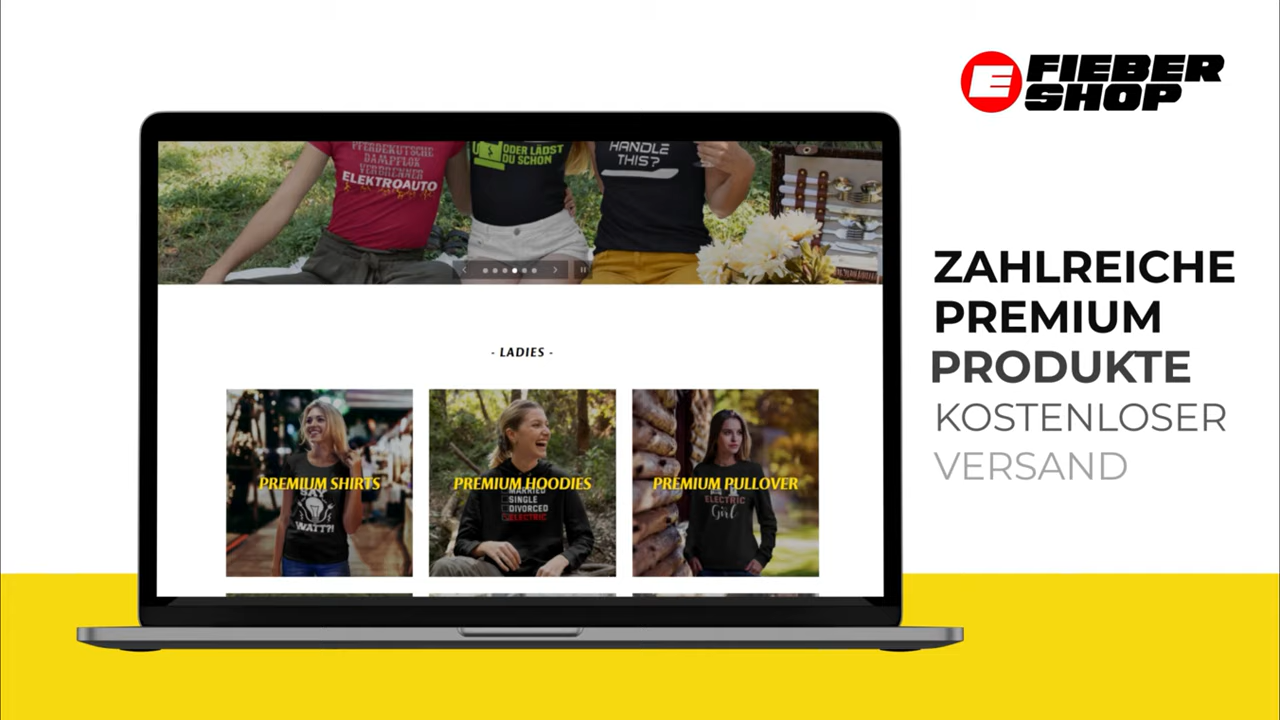 E FIEBER
SHOP
PFERDEKUTSCHE
DAMPFLOK
VERBRENNER
ELEKTROAUTO
ODER LÄDST
DU SCHON
HANDLE
THIS?
ZAHLREICHE
PREMIUM
PRODUKTE
KOSTENLOSER
VERSAND
- LADIES -
PREMIUM SHIRTS
SAY
WATT?!
PREMIUM HOODIES
MARRIED
SINGLE
DIVORCED
ELECTRIC
PREMIUM PULLOVER
ELECTRIC
Girl